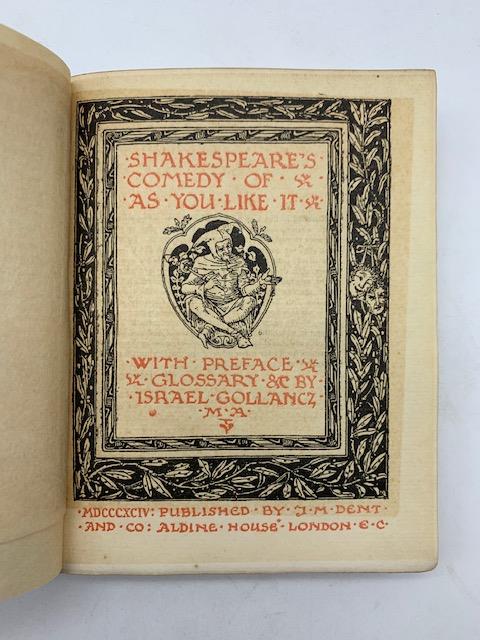 ·SHAKESPEARE'S·
COMEDY · OF ·
·AS·YOU·LIKE·IT·
·WITH·PREFACE·
·GLOSSARY·&C BY·
·ISRAEL·GOLLANCZ
·M·A·
·MDCCCXCIV: PUBLISHED · BY · J·M·DENT·
·AND · CO: ALDINE · HOUSE · LONDON · E·C·